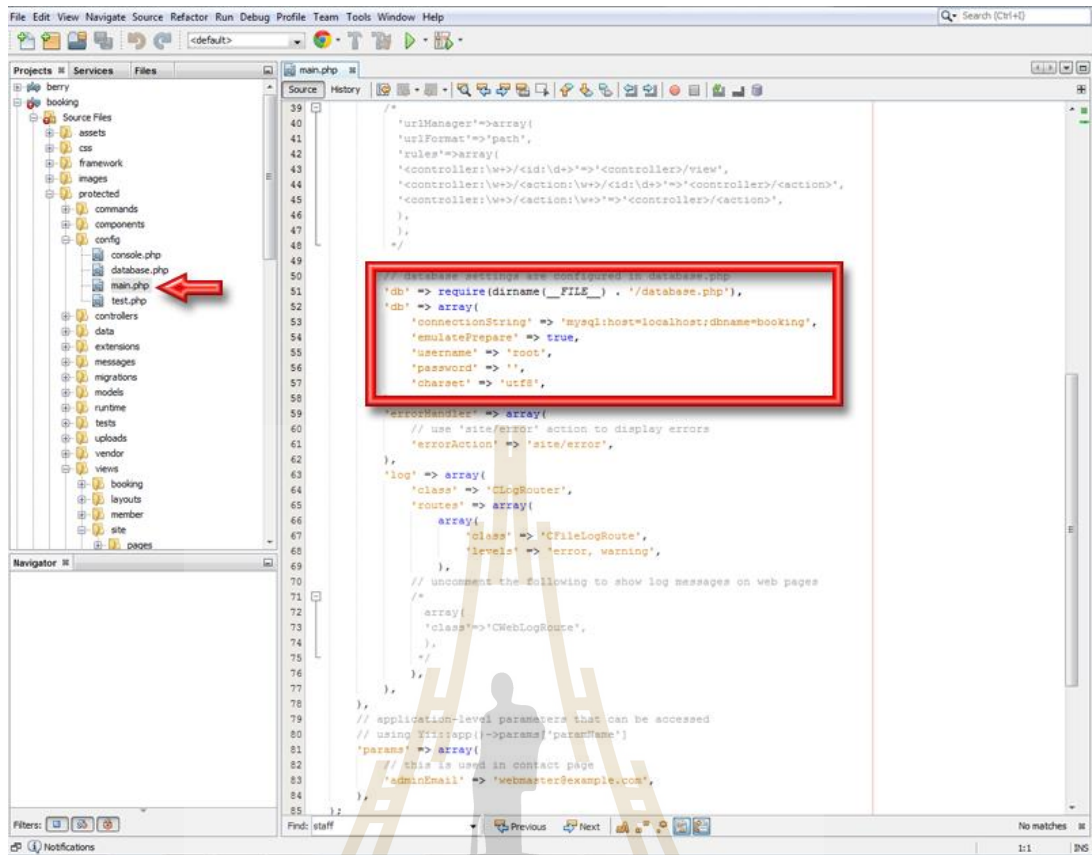 File Edit View Navigate Source Refactor Run Debug Profile Team Tools Window Help
Search (Ctrl+I)
<default>
Projects Services Files
berry
booking
Source Files
assets
css
framework
images
protected
commands
components
config
console.php
database.php
main.php
test.php
controllers
data
extensions
messages
migrations
models
runtime
tests
uploads
vendor
views
booking
layouts
member
site
pages
Navigator
Filters:
Notifications
main.php
Source History
39 /*
40 'urlManager'=>array(
41 'urlFormat'=>'path',
42 'rules'=>array(
43 '<controller:\w+>/<id:\d+>'=>'<controller>/view',
44 '<controller:\w+>/<action:\w+>/<id:\d+>'=>'<controller>/<action>',
45 '<controller:\w+>/<action:\w+>'=>'<controller>/<action>',
46 ),
47 ),
48 */
49
50 // database settings are configured in database.php
51 'db' => require(dirname(__FILE__) . '/database.php'),
52 'db' => array(
53 'connectionString' => 'mysql:host=localhost;dbname=booking',
54 'emulatePrepare' => true,
55 'username' => 'root',
56 'password' => '',
57 'charset' => 'utf8',
58
59 'errorHandler' => array(
60 // use 'site/error' action to display errors
61 'errorAction' => 'site/error',
62 ),
63 'log' => array(
64 'class' => 'CLogRouter',
65 'routes' => array(
66 array(
67 'class' => 'CFileLogRoute',
68 'levels' => 'error, warning',
69 ),
70 // uncomment the following to show log messages on web pages
71 /*
72 array(
73 'class'=>'CWebLogRoute',
74 ),
75 */
76 ),
77 ),
78 ),
79 // application-level parameters that can be accessed
80 // using Yii::app()->params['paramName']
81 'params' => array(
82 // this is used in contact page
83 'adminEmail' => 'webmaster@example.com',
84 ),
85 );
Find: staff Previous Next No matches
1:1 INS